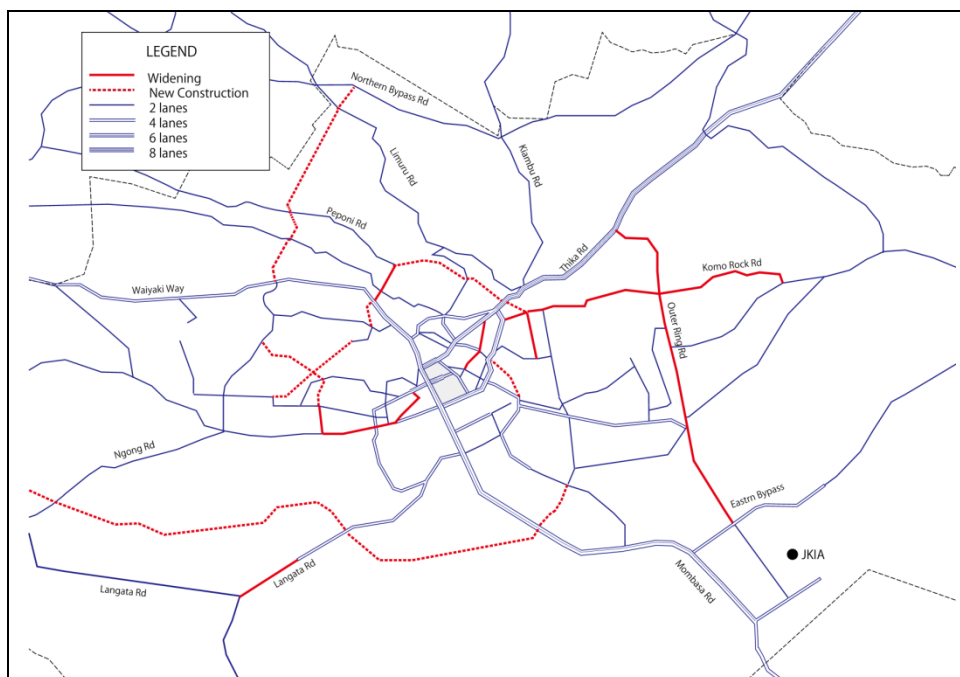 LEGEND
Widening
New Construction
2 lanes
4 lanes
6 lanes
8 lanes
Northern Bypass Rd
Limuru Rd
Kiambu Rd
Peponi Rd
Thika Rd
Komo Rock Rd
Waiyaki Way
Outer Ring Rd
Ngong Rd
Eastrn Bypass
JKIA
Langata Rd
Langata Rd
Mombasa Rd